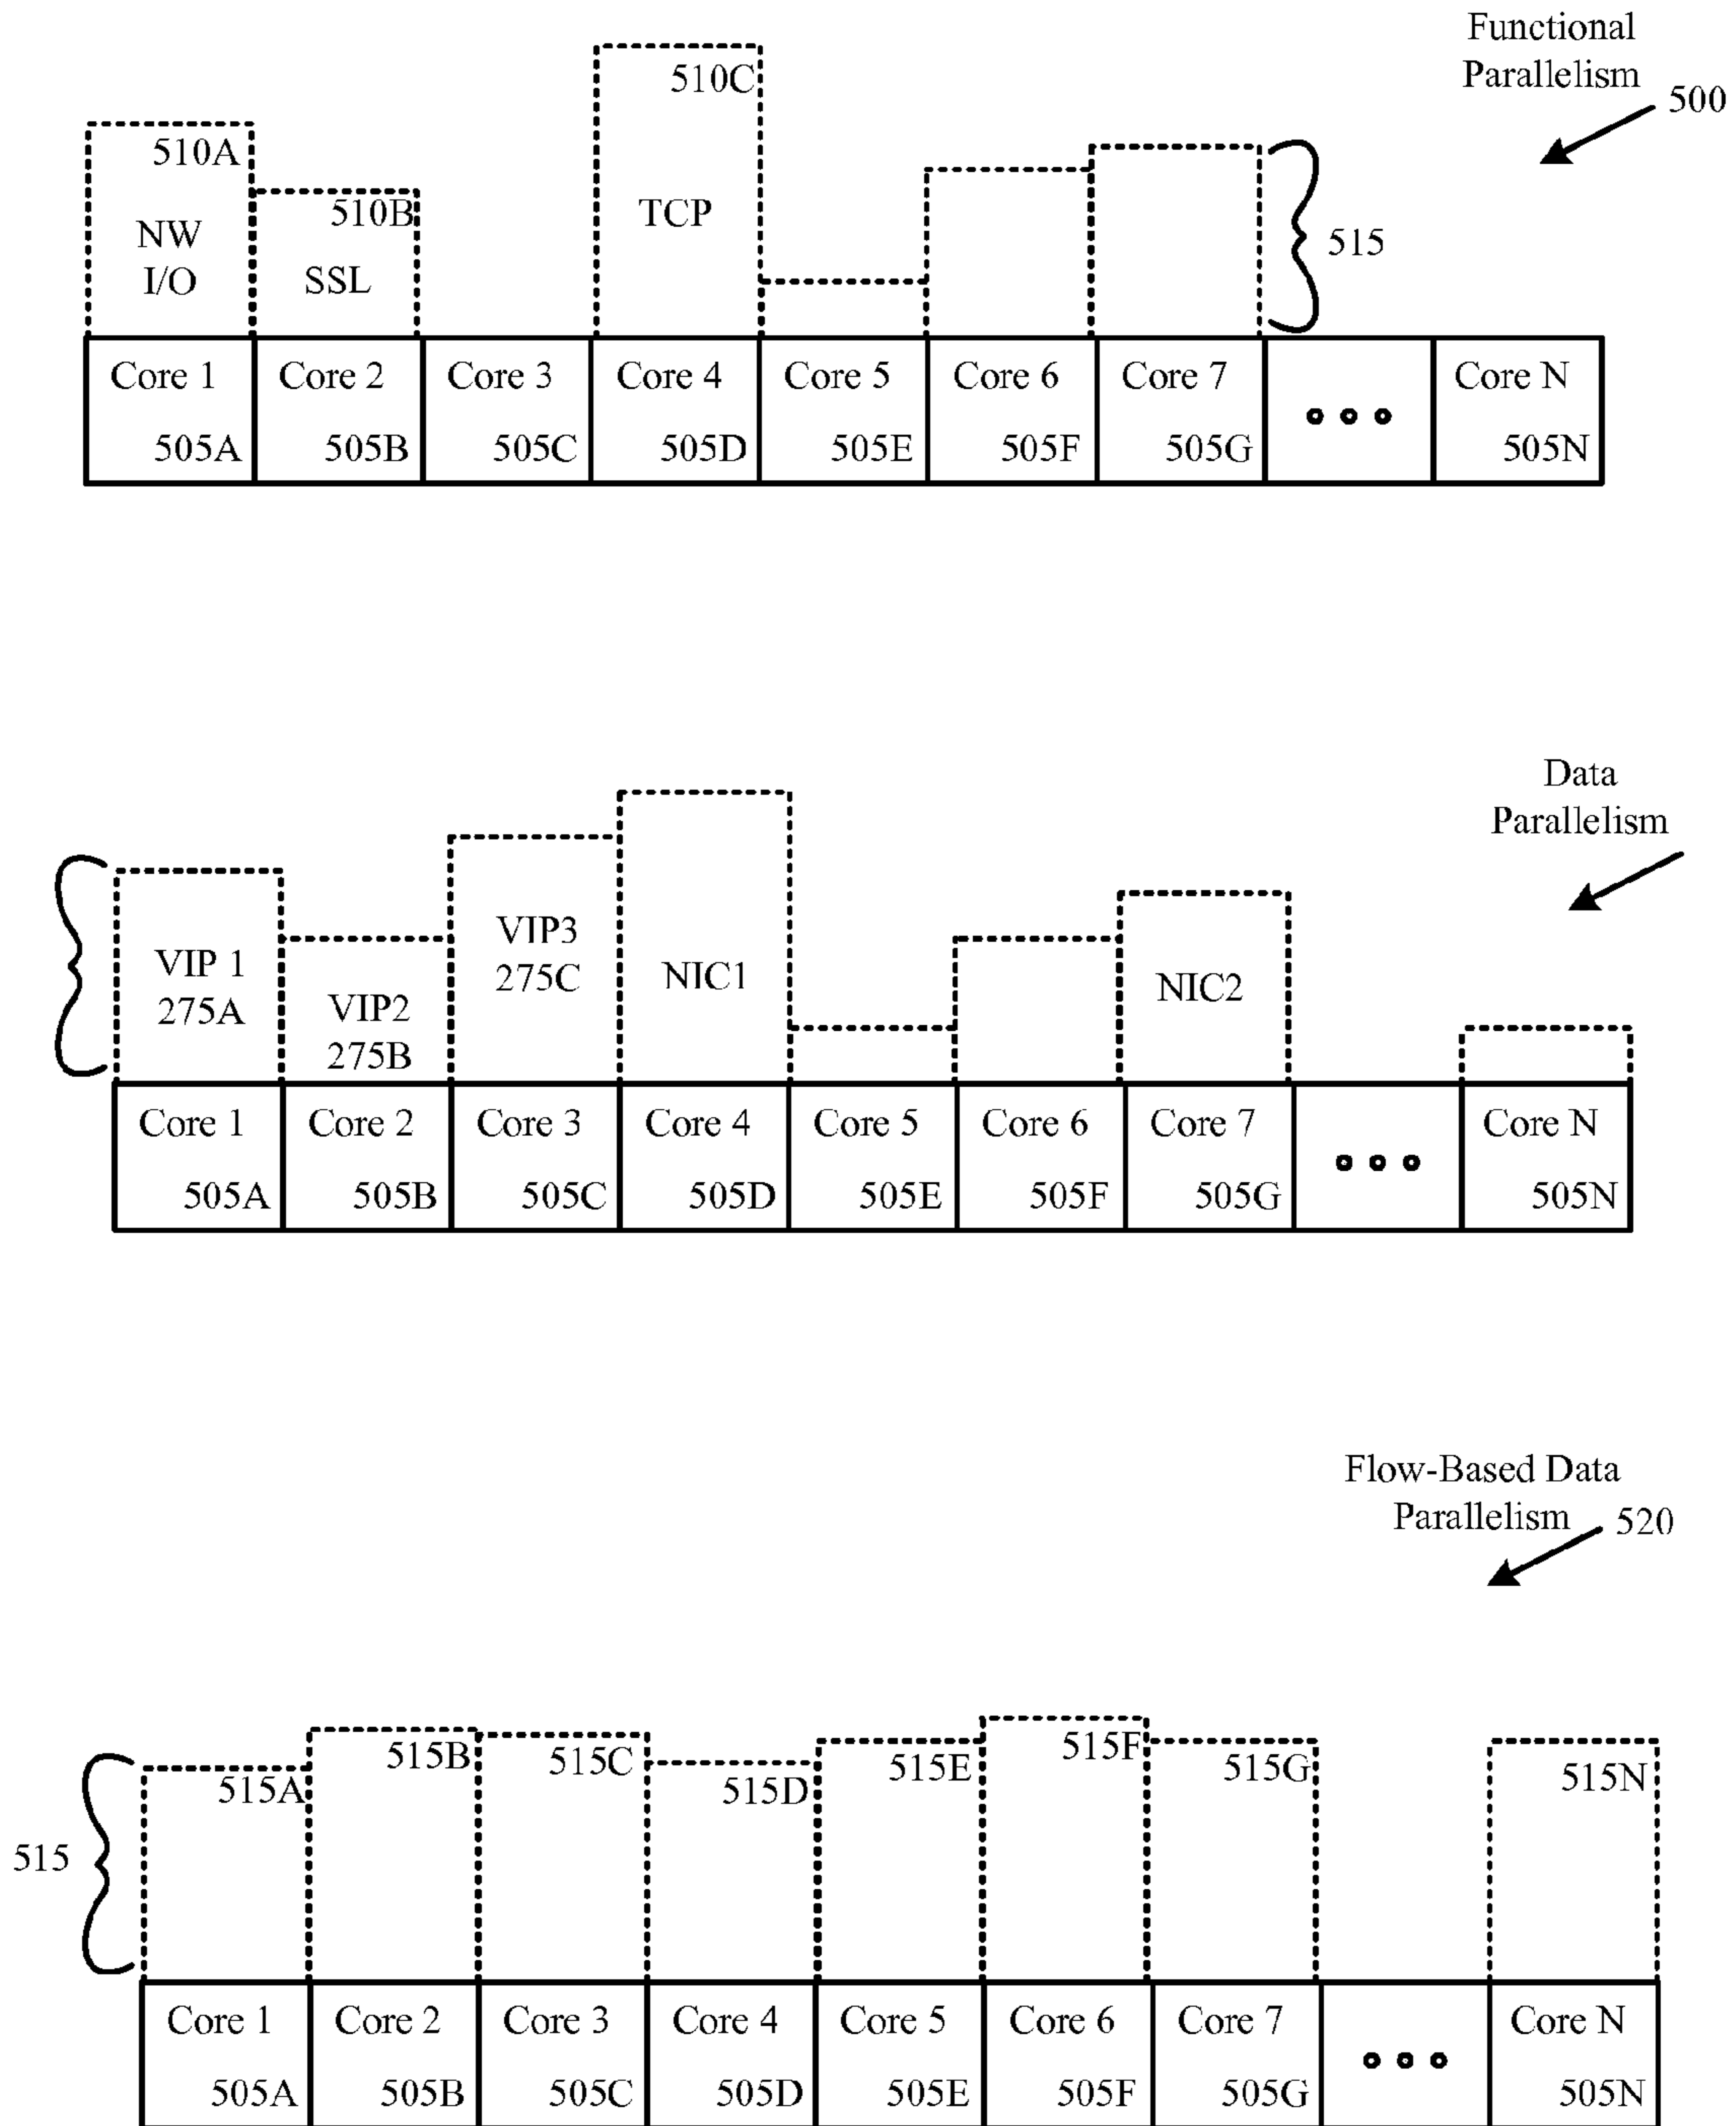 Functional
Parallelism
500
510A
510B
510C
NW
I/O
SSL
TCP
515
Core 1
Core 2
Core 3
Core 4
Core 5
Core 6
Core 7
Core N
505A
505B
505C
505D
505E
505F
505G
505N
Data
Parallelism
VIP 1
275A
VIP2
275B
VIP3
275C
NIC1
NIC2
Core 1
Core 2
Core 3
Core 4
Core 5
Core 6
Core 7
Core N
505A
505B
505C
505D
505E
505F
505G
505N
Flow-Based Data
Parallelism
520
515
515A
515B
515C
515D
515E
515F
515G
515N
Core 1
Core 2
Core 3
Core 4
Core 5
Core 6
Core 7
Core N
505A
505B
505C
505D
505E
505F
505G
505N